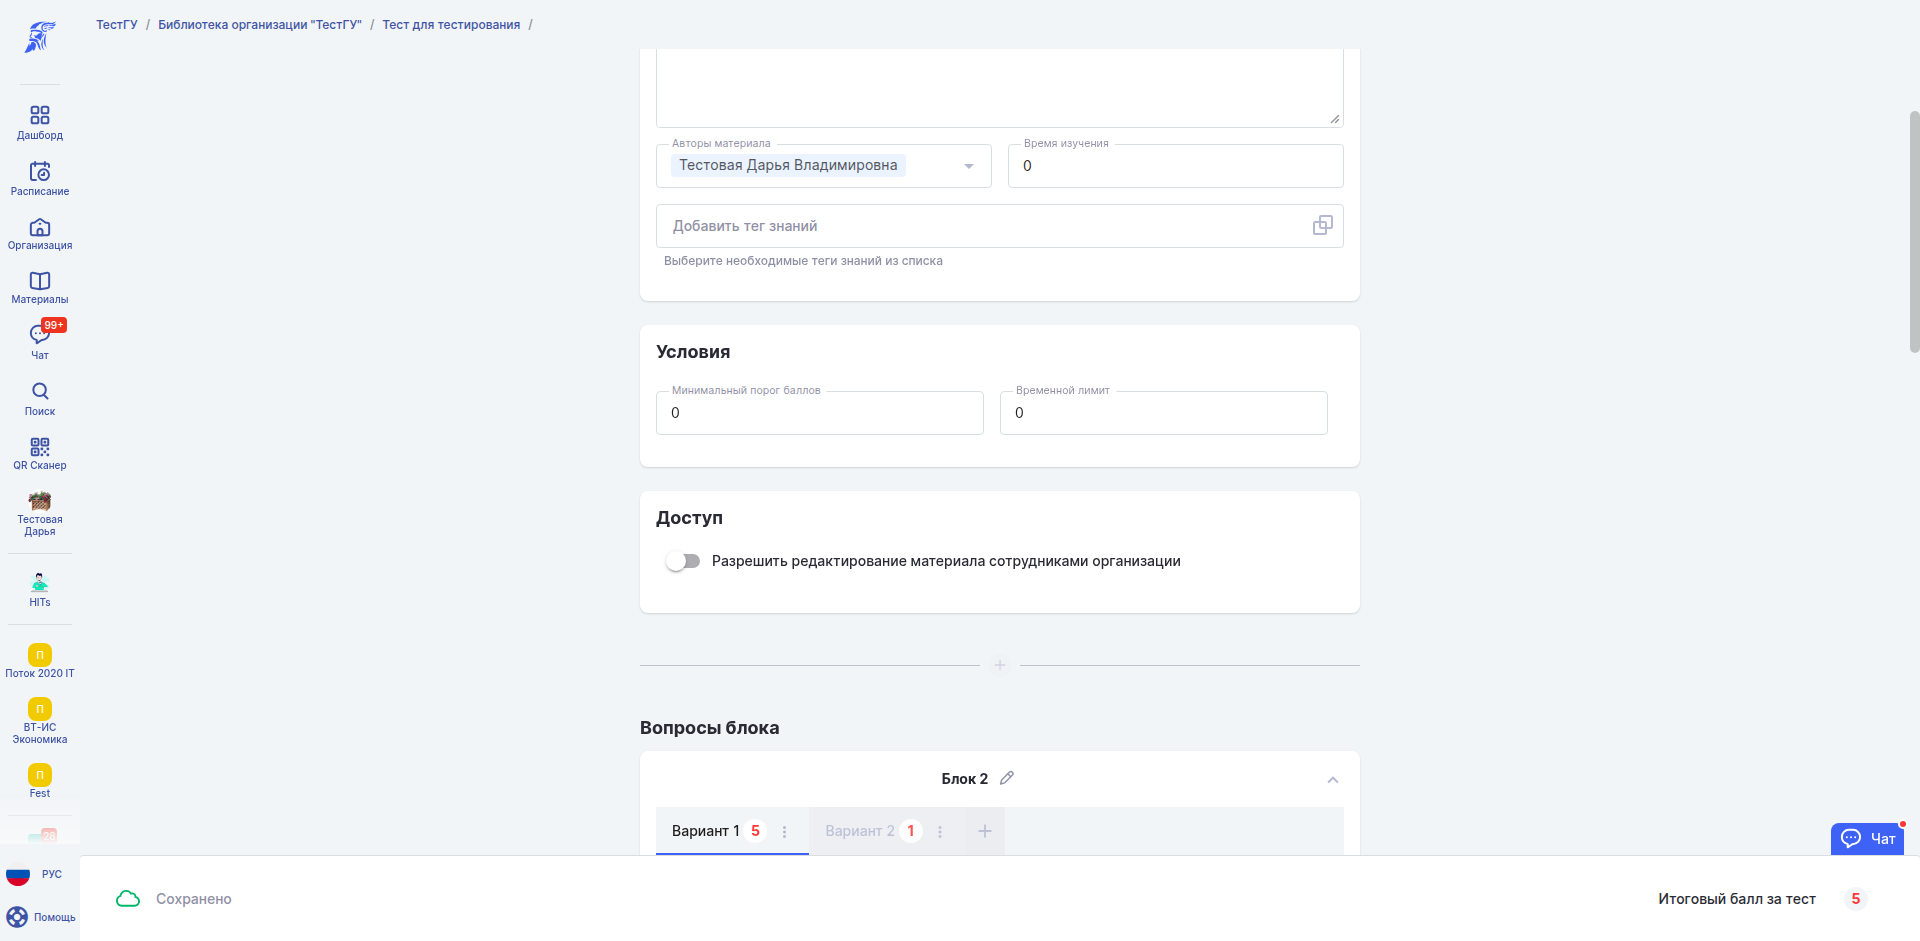 ТестГУ / Библиотека организации "ТестГУ" / Тест для тестирования /
Дашборд
Расписание
Организация
Материалы
99+
Чат
Поиск
QR Сканер
Тестовая
Дарья
HITs
П
Поток 2020 IT
П
ВТ-ИС
Экономика
П
Fest
28
РУС
Помощь
Авторы материала
Тестовая Дарья Владимировна
Время изучения
0
Добавить тег знаний
Выберите необходимые теги знаний из списка
Условия
Минимальный порог баллов
0
Временной лимит
0
Доступ
Разрешить редактирование материала сотрудниками организации
Вопросы блока
Блок 2
Вариант 1 5
Вариант 2 1
Чат
Сохранено
Итоговый балл за тест 5